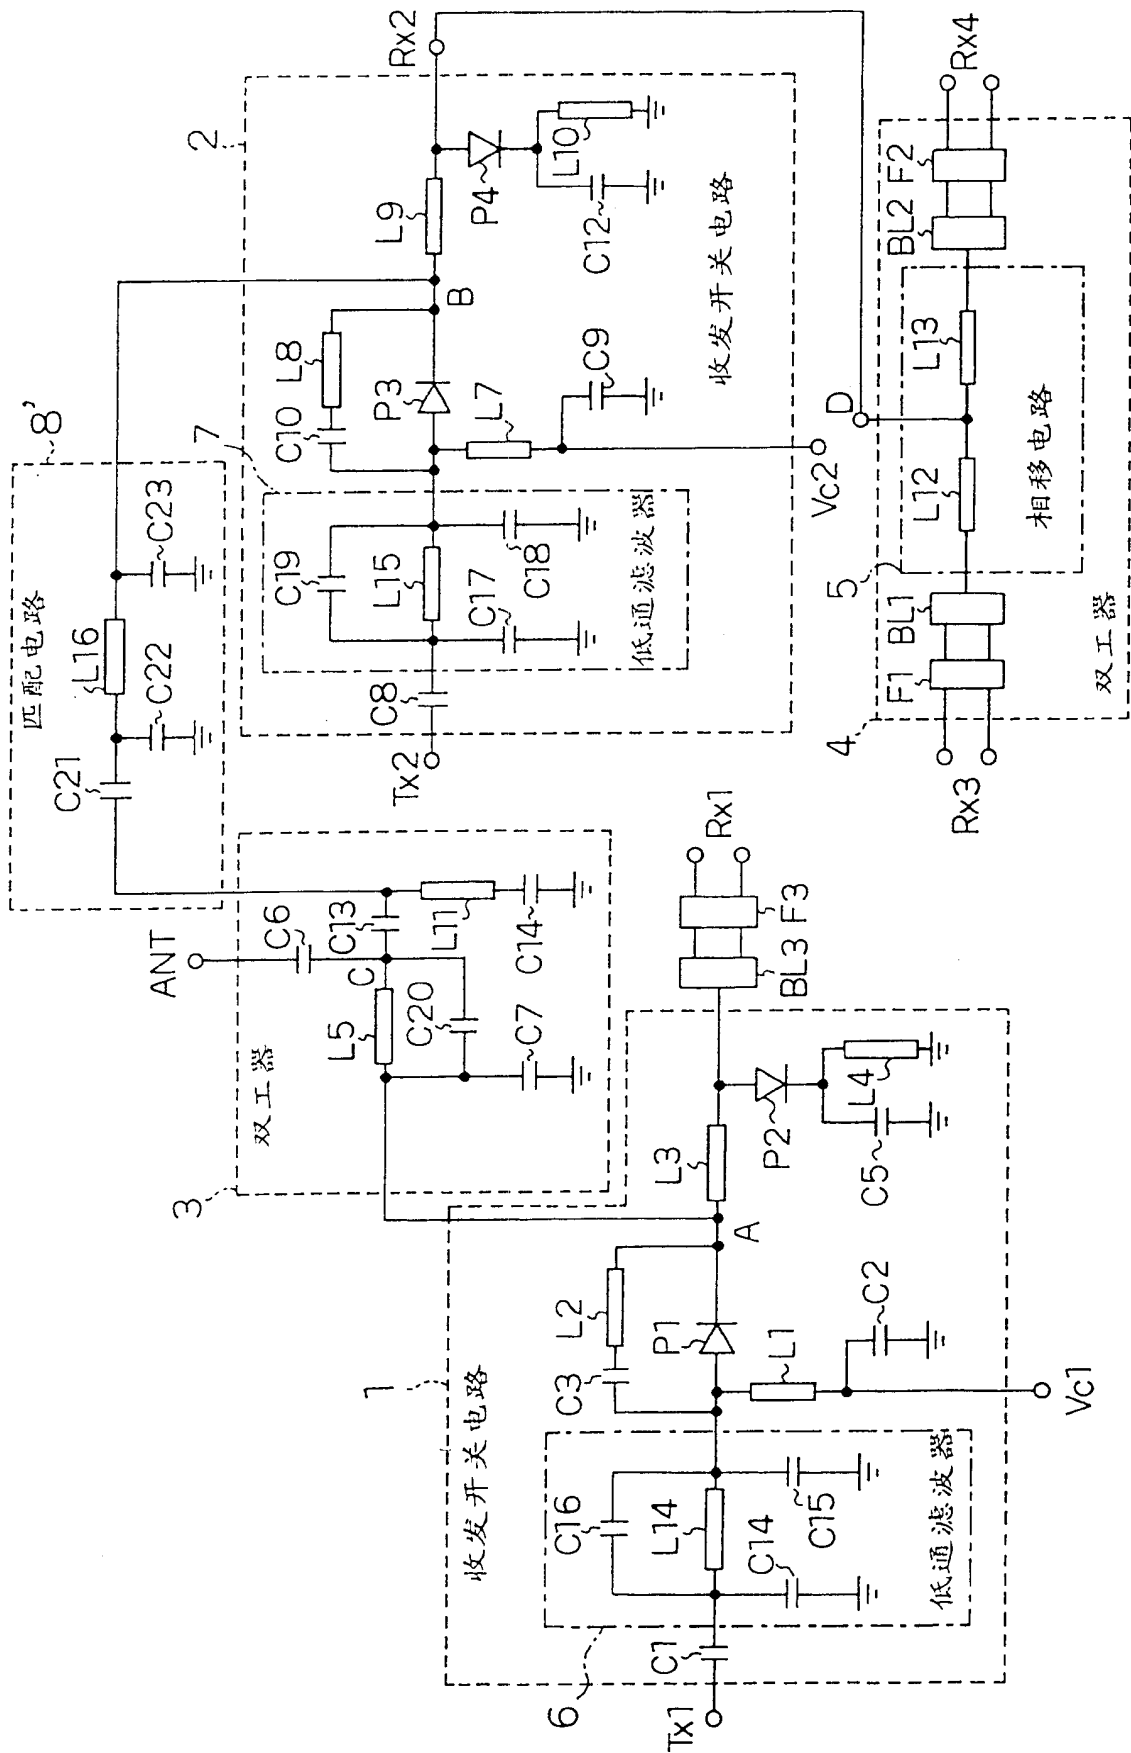 8'
匹配电路
C21
L16
C22
C23
ANT
3
双工器
C6
C
L5
C13
C20
L11
C7
C14
Tx2
C8
7
低通滤波器
C19
L15
C17
C18
2
收发开关电路
C10
L8
P3
B
L9
L7
C9
Vc2
P4
C12
L10
Rx2
1
收发开关电路
6
低通滤波器
Tx1
C1
C16
L14
C14
C15
C3
L2
P1
A
L1
C2
Vc1
L3
P2
C5
L4
BL3
F3
Rx1
4
双工器
5
相移电路
Rx3
F1
BL1
L12
D
L13
BL2
F2
Rx4